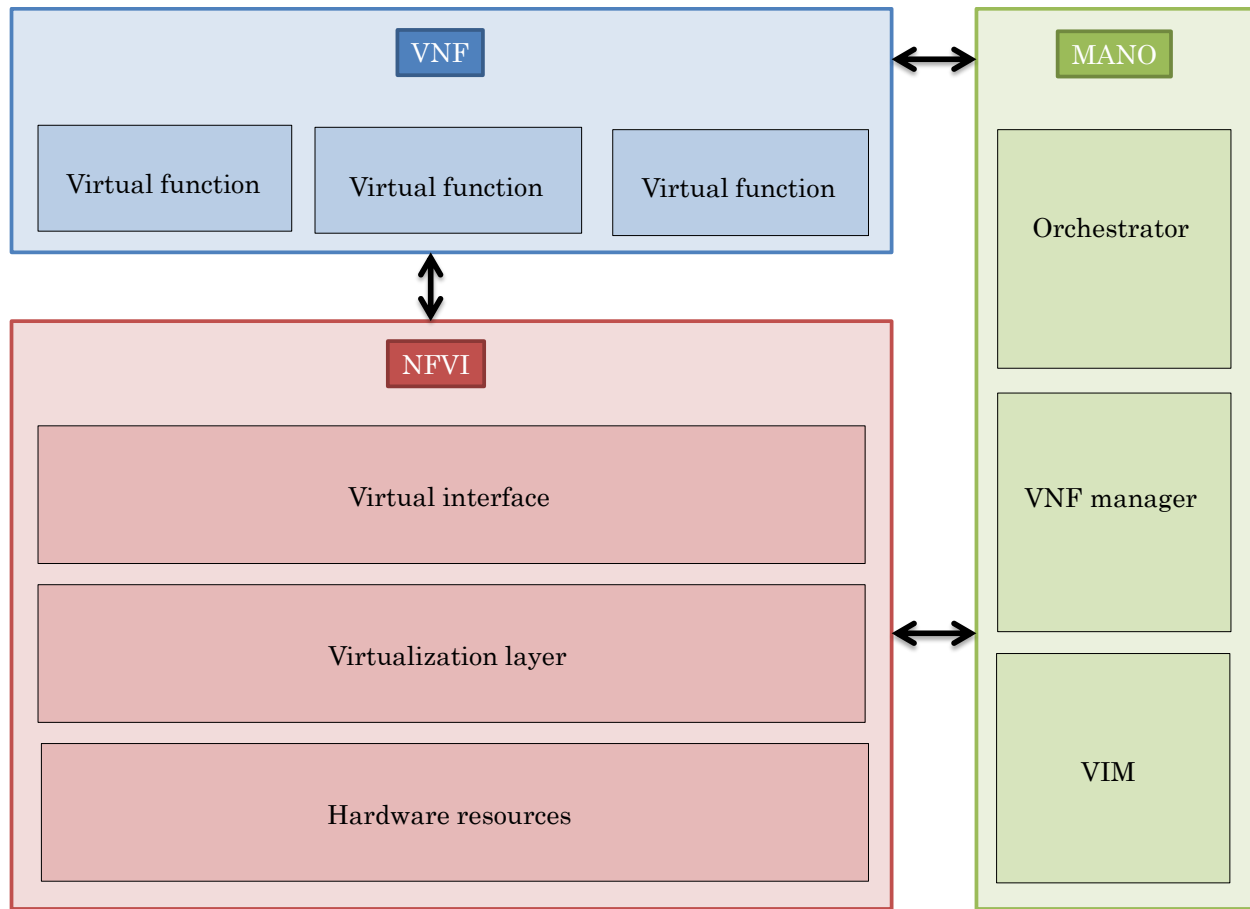 VNF
Virtual function
Virtual function
Virtual function
NFVI
Virtual interface
Virtualization layer
Hardware resources
MANO
Orchestrator
VNF manager
VIM